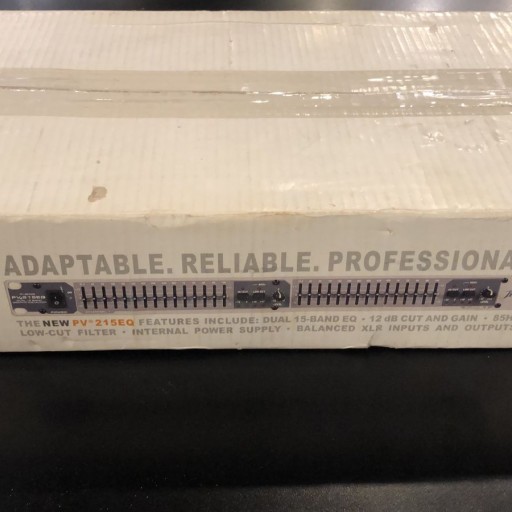 ADAPTABLE. RELIABLE. PROFESSIONA
THE NEW PV® 215EQ FEATURES INCLUDE: DUAL 15-BAND EQ • 12 dB CUT AND GAIN • 85H
LOW-CUT FILTER • INTERNAL POWER SUPPLY • BALANCED XLR INPUTS AND OUTPUTS